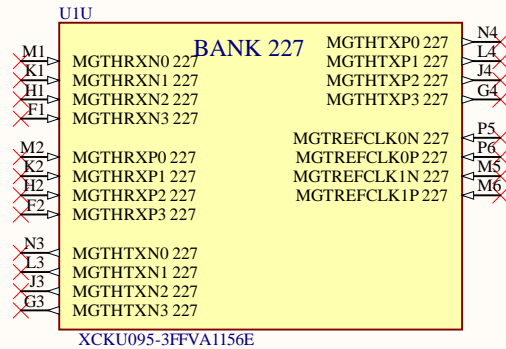 U1U
BANK 227
M1 MGTHRXN0 227
K1 MGTHRXN1 227
H1 MGTHRXN2 227
F1 MGTHRXN3 227
M2 MGTHRXP0 227
K2 MGTHRXP1 227
H2 MGTHRXP2 227
F2 MGTHRXP3 227
N3 MGTHTXN0 227
L3 MGTHTXN1 227
J3 MGTHTXN2 227
G3 MGTHTXN3 227
MGTHTXP0 227 N4
MGTHTXP1 227 L4
MGTHTXP2 227 J4
MGTHTXP3 227 G4
MGTREFCLK0N 227 P5
MGTREFCLK0P 227 P6
MGTREFCLK1N 227 M5
MGTREFCLK1P 227 M6
XCKU095-3FFVA1156E